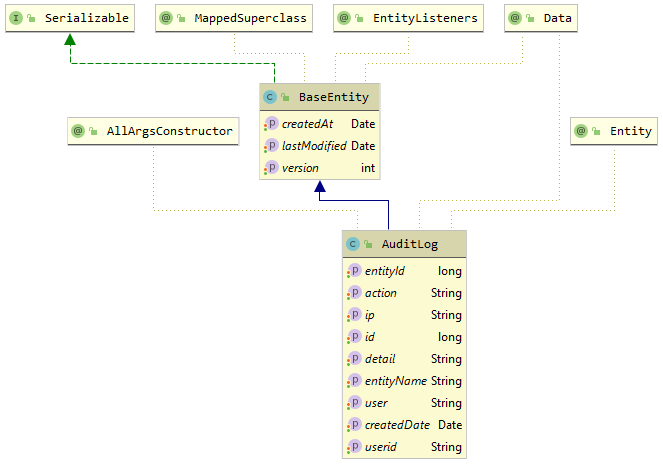 I Serializable
@ MappedSuperclass
@ EntityListeners
@ Data
C BaseEntity
p createdAt Date
p lastModified Date
p version int
@ AllArgsConstructor
@ Entity
C AuditLog
p entityId long
p action String
p ip String
p id long
p detail String
p entityName String
p user String
p createdDate Date
p userid String